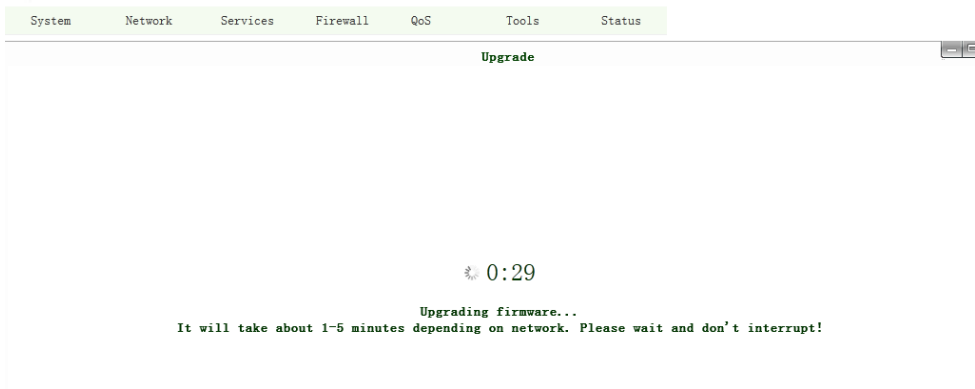 System Network Services Firewall QoS Tools Status
Upgrade
0:29
Upgrading firmware...
It will take about 1-5 minutes depending on network. Please wait and don't interrupt!